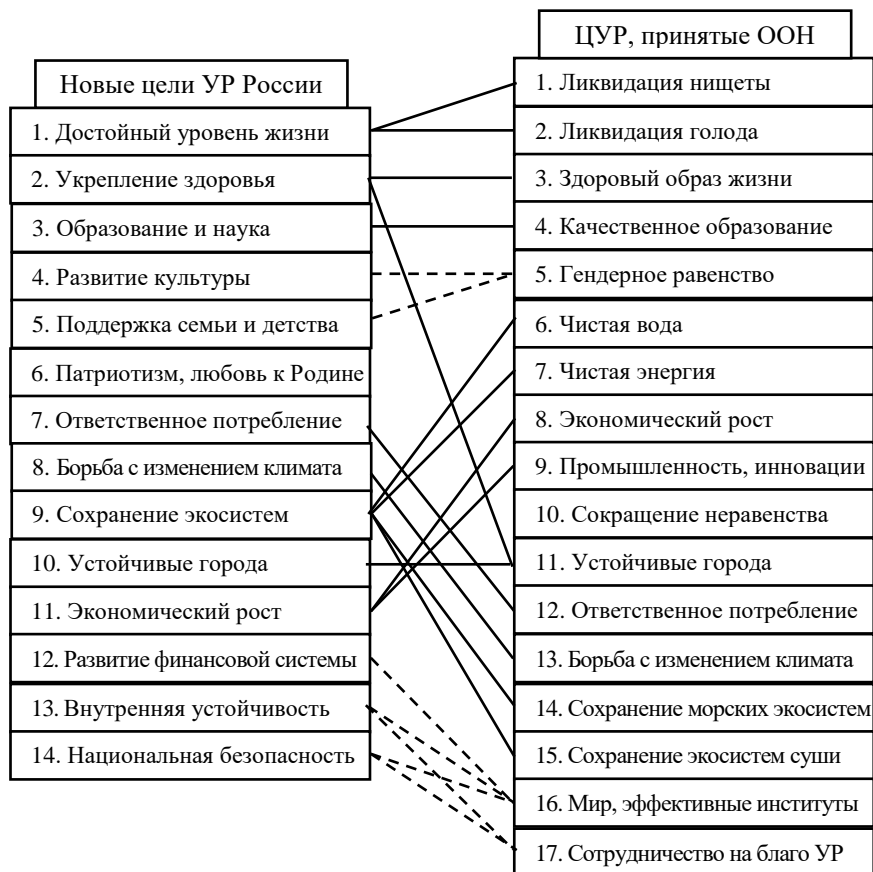 Новые цели УР России
1. Достойный уровень жизни
2. Укрепление здоровья
3. Образование и наука
4. Развитие культуры
5. Поддержка семьи и детства
6. Патриотизм, любовь к Родине
7. Ответственное потребление
8. Борьба с изменением климата
9. Сохранение экосистем
10. Устойчивые города
11. Экономический рост
12. Развитие финансовой системы
13. Внутренняя устойчивость
14. Национальная безопасность
ЦУР, принятые ООН
1. Ликвидация нищеты
2. Ликвидация голода
3. Здоровый образ жизни
4. Качественное образование
5. Гендерное равенство
6. Чистая вода
7. Чистая энергия
8. Экономический рост
9. Промышленность, инновации
10. Сокращение неравенства
11. Устойчивые города
12. Ответственное потребление
13. Борьба с изменением климата
14. Сохранение морских экосистем
15. Сохранение экосистем суши
16. Мир, эффективные институты
17. Сотрудничество на благо УР